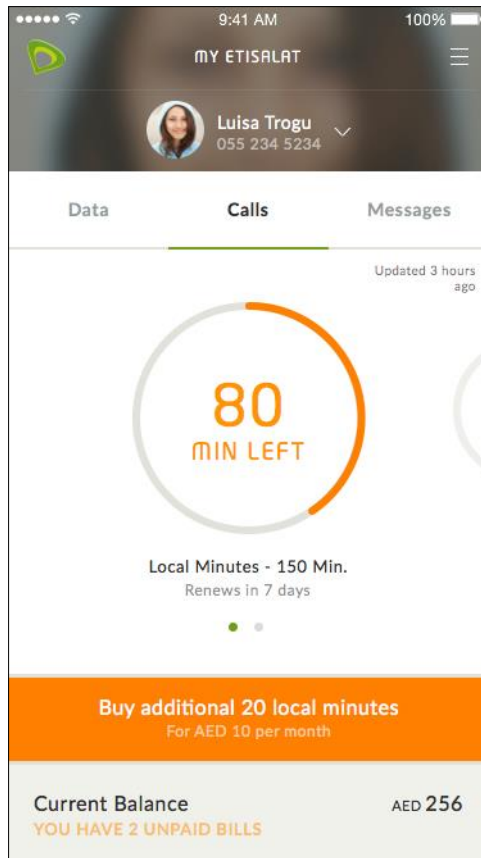 9:41 AM
100%
MY ETISALAT
Luisa Trogu
055 234 5234
Data
Calls
Messages
Updated 3 hours
ago
80
MIN LEFT
Local Minutes - 150 Min.
Renews in 7 days
Buy additional 20 local minutes
For AED 10 per month
Current Balance
AED 256
YOU HAVE 2 UNPAID BILLS